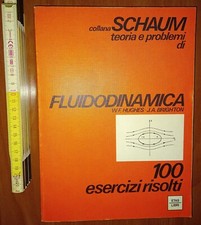 collana SCHAUM
teoria e problemi
di
FLUIDODINAMICA
W.F. HUGHES - J.A. BRIGHTON
100
esercizi risolti